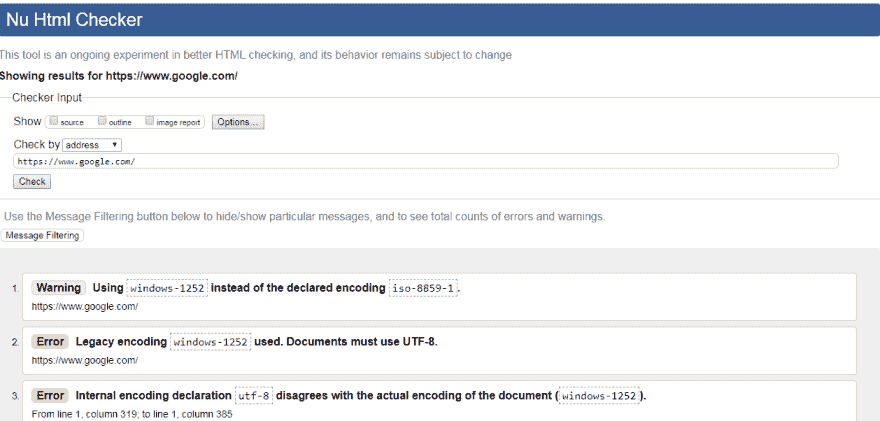 Nu Html Checker
This tool is an ongoing experiment in better HTML checking, and its behavior remains subject to change
Showing results for https://www.google.com/
Checker Input
Show source outline image report Options...
Check by address
https://www.google.com/
Check
Use the Message Filtering button below to hide/show particular messages, and to see total counts of errors and warnings.
Message Filtering
1. Warning Using windows-1252 instead of the declared encoding iso-8859-1.
https://www.google.com/
2. Error Legacy encoding windows-1252 used. Documents must use UTF-8.
https://www.google.com/
3. Error Internal encoding declaration utf-8 disagrees with the actual encoding of the document (windows-1252).
From line 1, column 319; to line 1, column 385